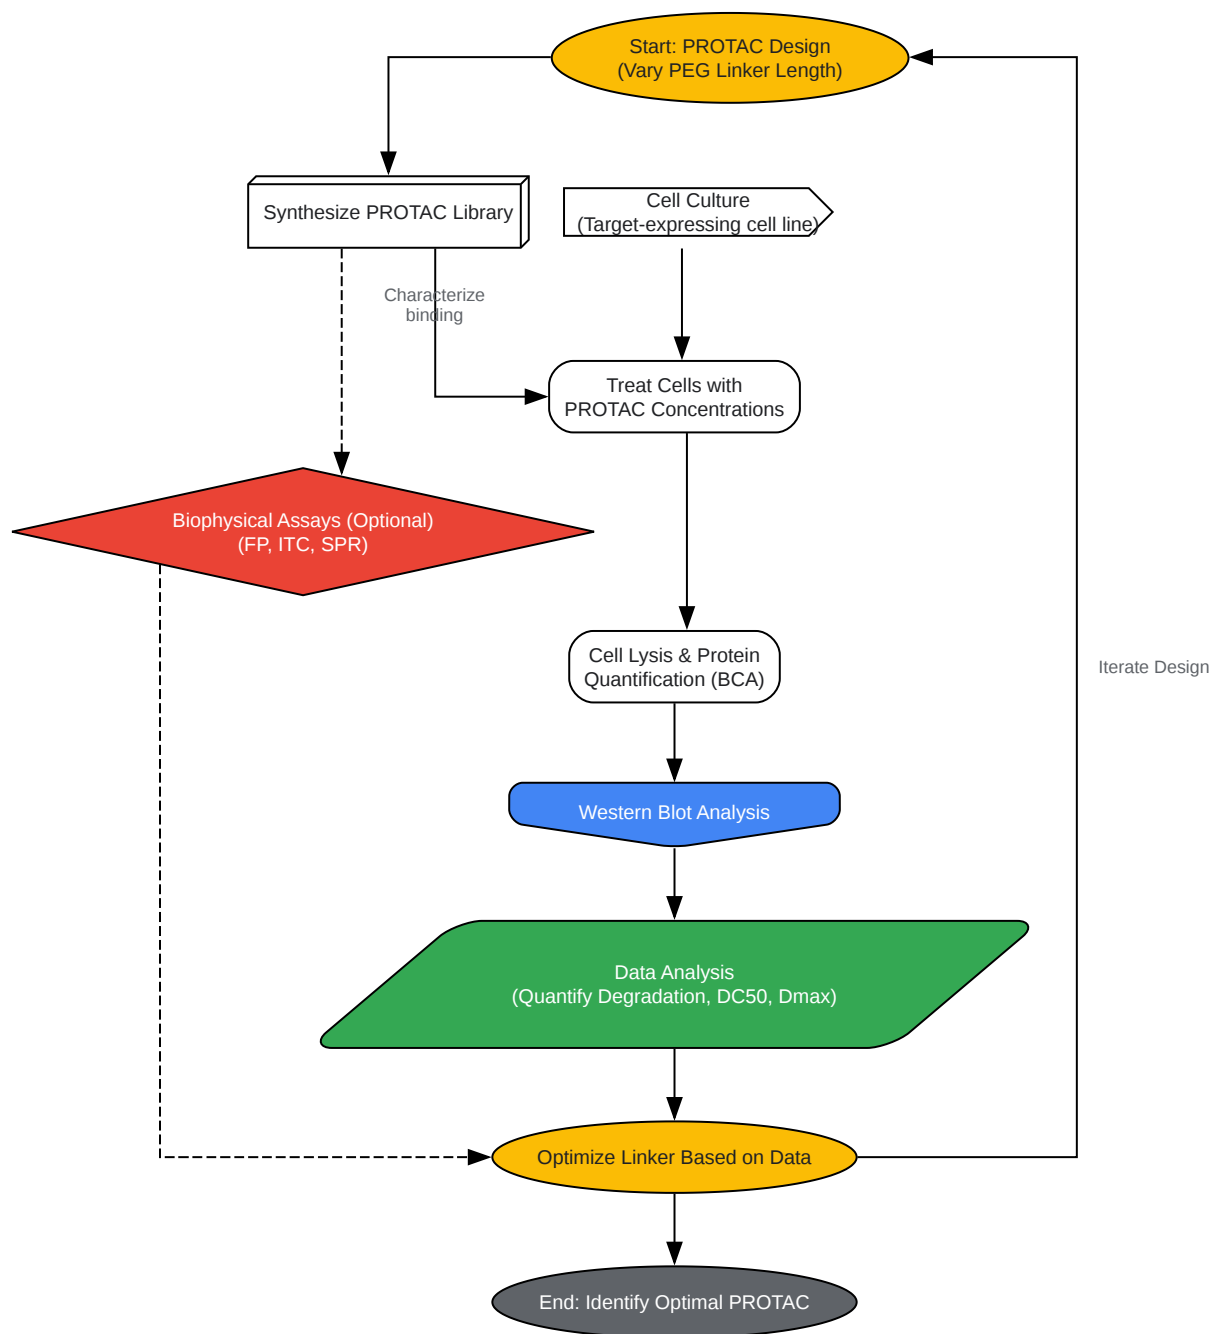 Start: PROTAC Design
(Vary PEG Linker Length)
Synthesize PROTAC Library
Cell Culture
(Target-expressing cell line)
Characterize
binding
Treat Cells with
PROTAC Concentrations
Biophysical Assays (Optional)
(FP, ITC, SPR)
Cell Lysis & Protein
Quantification (BCA)
Iterate Design
Western Blot Analysis
Data Analysis
(Quantify Degradation, DC50, Dmax)
Optimize Linker Based on Data
End: Identify Optimal PROTAC